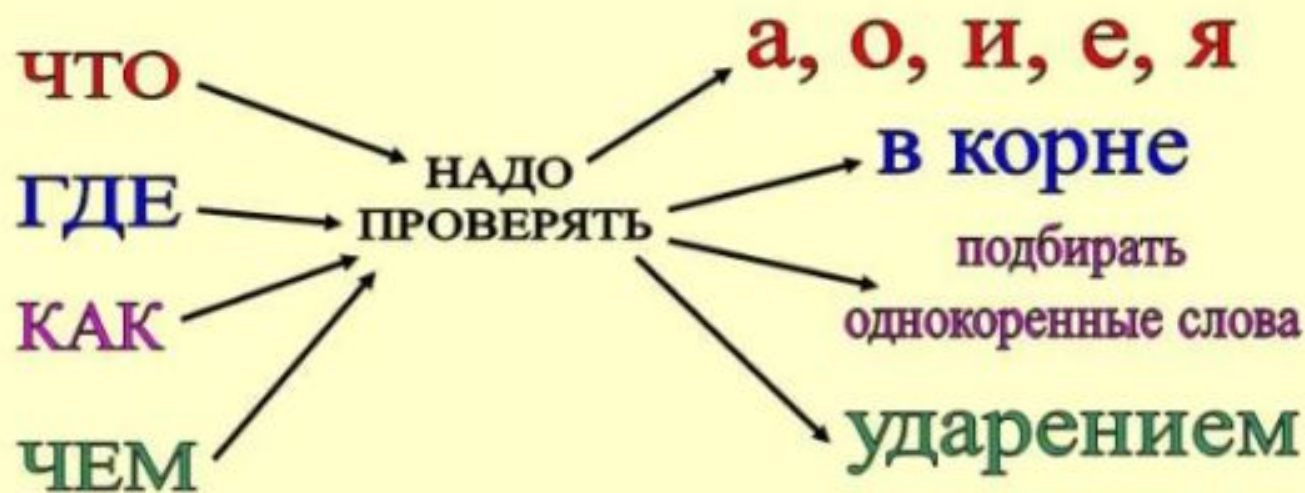 ЧТО
ГДЕ
КАК
ЧЕМ
НАДО
ПРОВЕРЯТЬ
а, о, и, е, я
в корне
подбирать
однокоренные слова
ударением